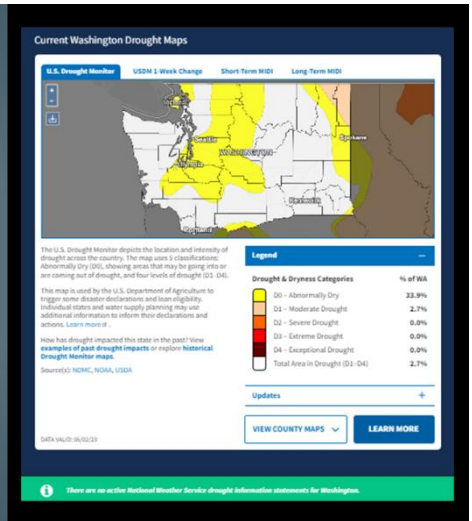 Current Washington Drought Maps
U.S. Drought Monitor
USDM 1 Week Change
Short-Term MIDI
Long-Term MIDI
+
−
Seattle
Olympia
WASHINGTON
Spokane
Portland
The U.S. Drought Monitor depicts the location and intensity of
drought across the country. The map uses 5 classifications:
Abnormally Dry (D0), showing areas that may be going into or
are coming out of drought, and four levels of drought (D1–D4).
This map is used by the U.S. Department of Agriculture to
trigger some disaster declarations and loan eligibility.
Individual states and water supply planning may use
additional information to inform their declarations and
actions. Learn more.
How has drought impacted this state in the past? View
examples of past drought impacts or explore historical
Drought Monitor maps.
Source(s): NDMC, NOAA, USDA
Legend −
Drought & Dryness Categories % of WA
D0 – Abnormally Dry 33.9%
D1 – Moderate Drought 2.7%
D2 – Severe Drought 0.0%
D3 – Extreme Drought 0.0%
D4 – Exceptional Drought 0.0%
Total Area in Drought (D1–D4) 2.7%
Updates +
VIEW COUNTY MAPS
LEARN MORE
DATA VALID:
There are no active National Weather Service drought information statements for Washington.